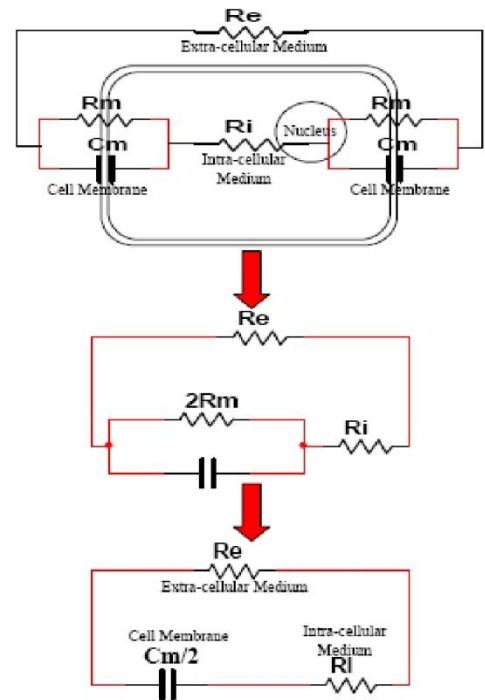 Re
Extra-cellular Medium
Rm
Rm
Ri
Nucleus
Cm
Cm
Intra-cellular
Medium
Cell Membrane
Cell Membrane
Re
2Rm
Ri
Re
Extra-cellular Medium
Cell Membrane
Cm/2
Intra-cellular
Medium
RI